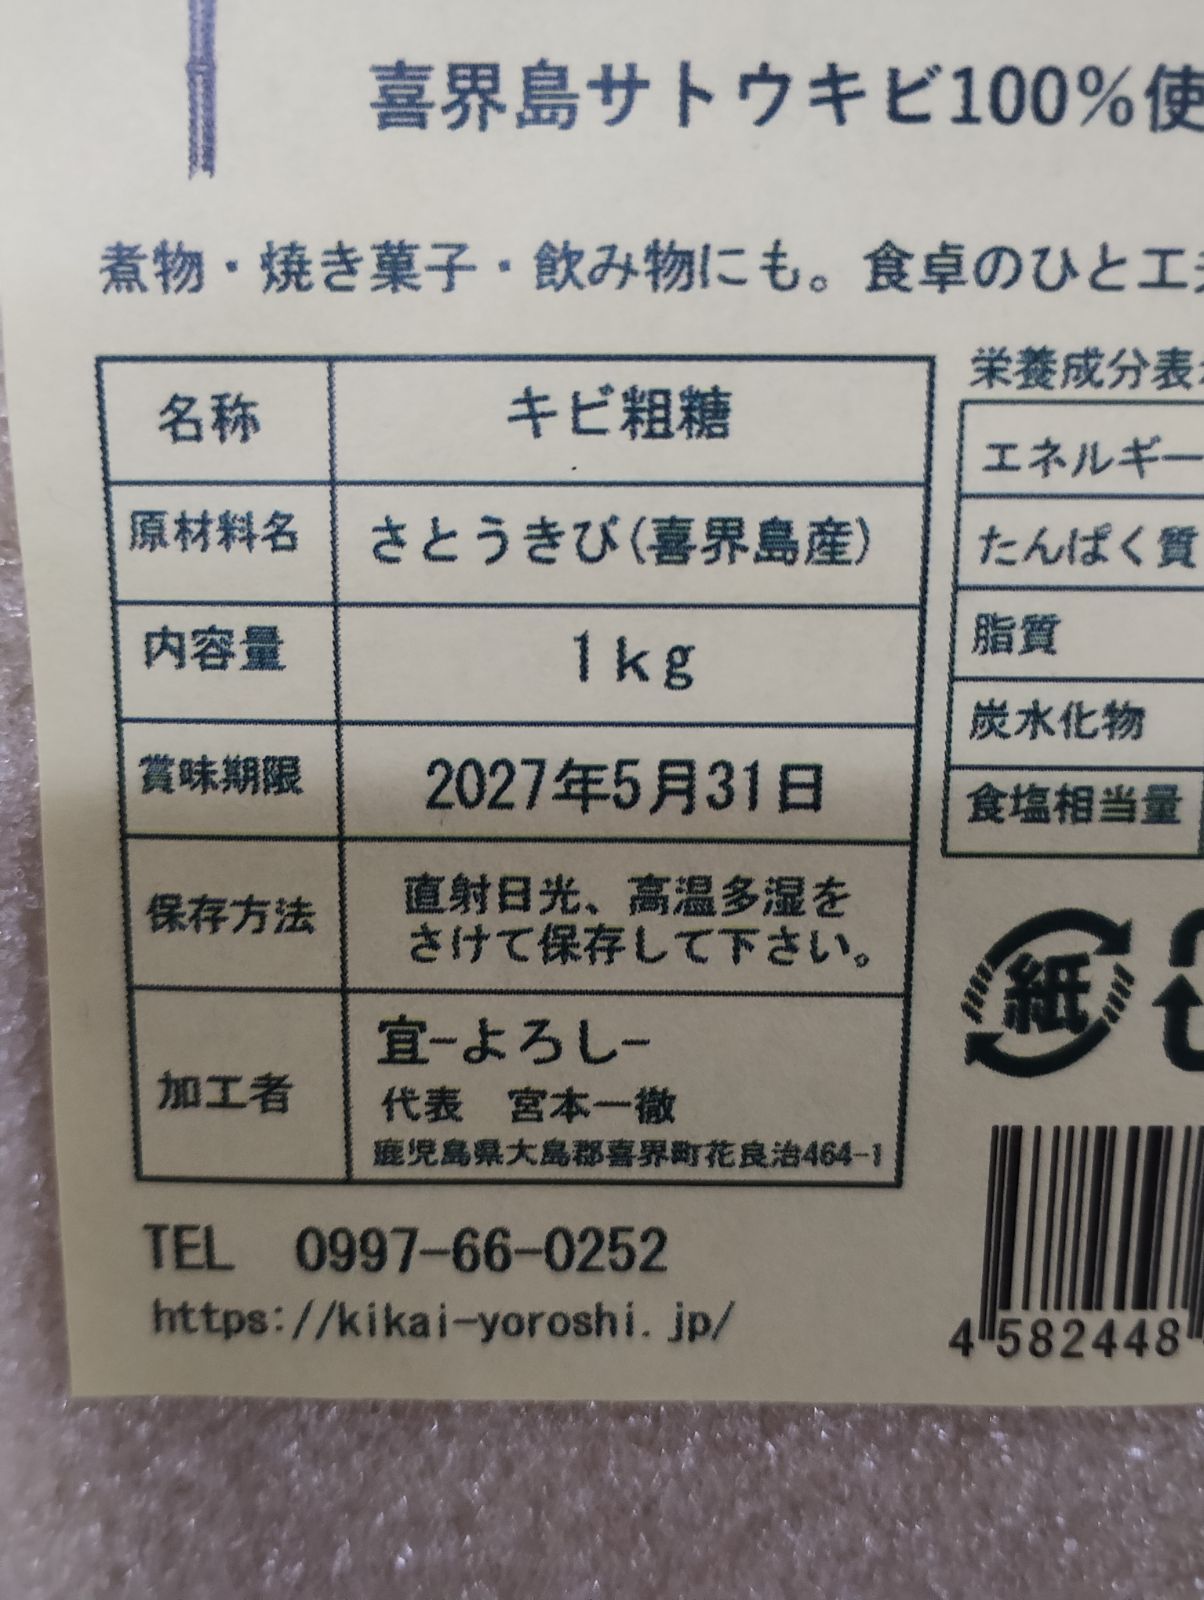 喜界島サトウキビ100%使
煮物・焼き菓子・飲み物にも。食卓のひと工夫
名称 キビ粗糖
原材料名 さとうきび(喜界島産)
内容量 1kg
賞味期限 2027年5月31日
保存方法 直射日光、高温多湿を
さけて保存して下さい。
加工者 宜-よろし-
代表 宮本一徹
鹿児島県大島郡喜界町花良治464-1
TEL 0997-66-0252
https://kikai-yoroshi.jp/
栄養成分表
エネルギー
たんぱく質
脂質
炭水化物
食塩相当量
紙
4 582448